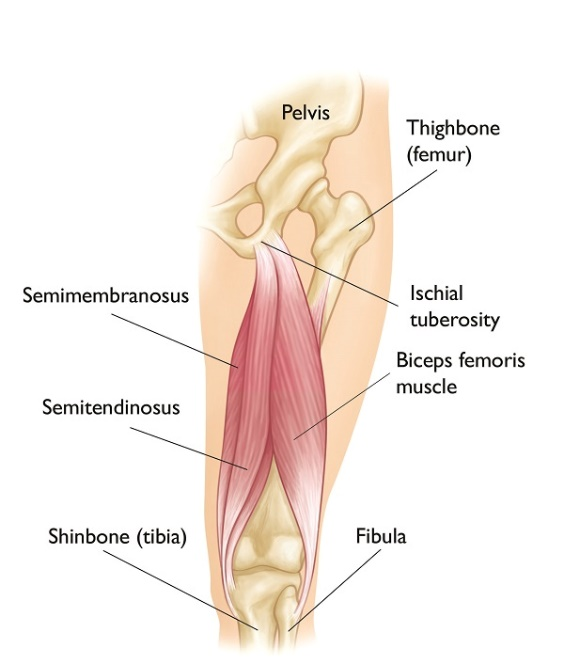 Pelvis
Thighbone
(femur)
Semimembranosus
Ischial
tuberosity
Biceps femoris
muscle
Semitendinosus
Shinbone (tibia)
Fibula